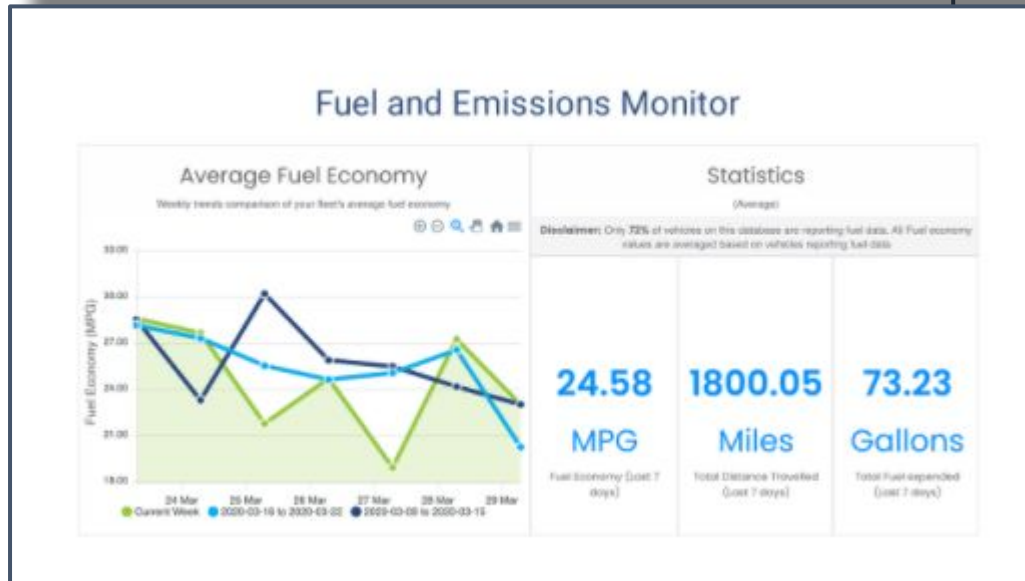 Fuel and Emissions Monitor
Average Fuel Economy
Weekly trends comparison of your fleet's average fuel economy
Fuel Economy (MPG)
33.00
30.00
27.00
24.00
21.00
18.00
24 Mar
25 Mar
26 Mar
27 Mar
28 Mar
29 Mar
Current Week
2020-03-16 to 2020-03-22
2020-03-09 to 2020-03-15
Statistics
(Average)
Disclaimer: Only 72% of vehicles on this database are reporting fuel data. All Fuel economy
values are averaged based on vehicles reporting fuel data
24.58
MPG
Fuel Economy (Last 7
days)
1800.05
Miles
Total Distance Travelled
(Last 7 days)
73.23
Gallons
Total Fuel expended
(Last 7 days)